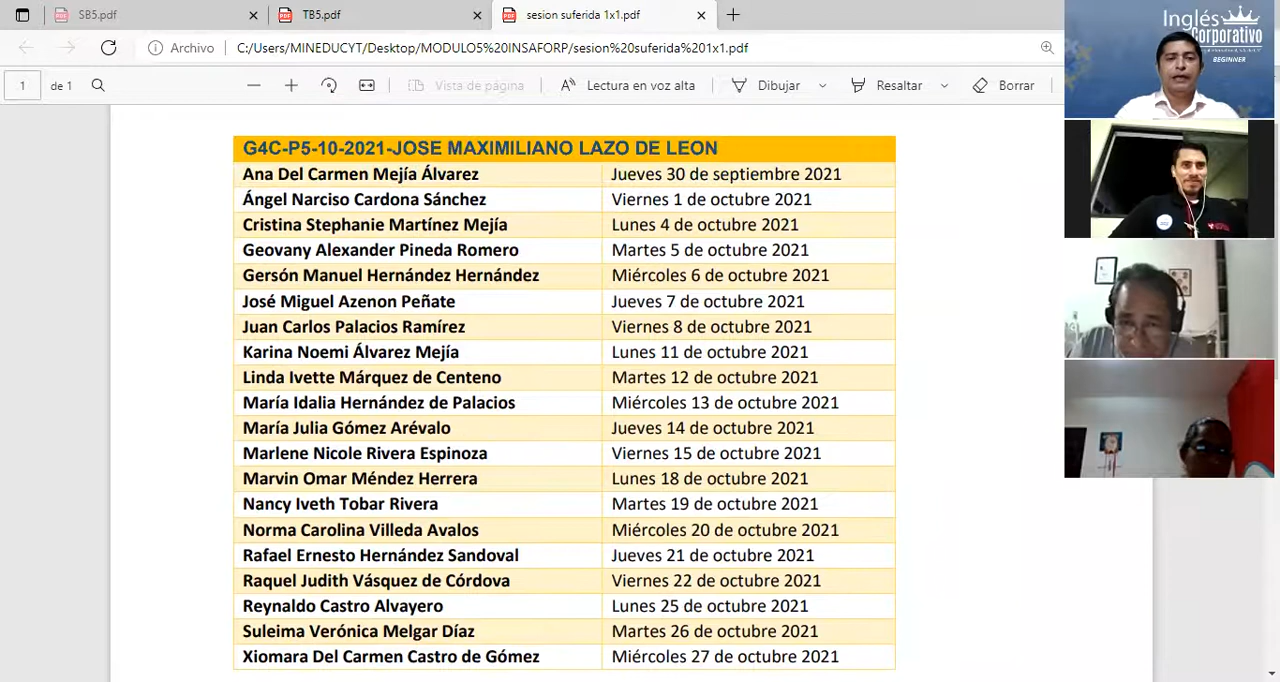 SB5.pdf
TB5.pdf
sesion suferida 1x1.pdf
Archivo C:/Users/MINEDUCYT/Desktop/MODULO5%20INSAFORP/sesion%20suferida%201x1.pdf
1 de 1 Vista de página Lectura en voz alta Dibujar Resaltar Borrar
Inglés
Corporativo
BEGINNER
G4C-P5-10-2021-JOSE MAXIMILIANO LAZO DE LEON
Ana Del Carmen Mejía Álvarez Jueves 30 de septiembre 2021
Ángel Narciso Cardona Sánchez Viernes 1 de octubre 2021
Cristina Stephanie Martínez Mejía Lunes 4 de octubre 2021
Geovany Alexander Pineda Romero Martes 5 de octubre 2021
Gersón Manuel Hernández Hernández Miércoles 6 de octubre 2021
José Miguel Azenon Peñate Jueves 7 de octubre 2021
Juan Carlos Palacios Ramírez Viernes 8 de octubre 2021
Karina Noemi Álvarez Mejía Lunes 11 de octubre 2021
Linda Ivette Márquez de Centeno Martes 12 de octubre 2021
María Idalia Hernández de Palacios Miércoles 13 de octubre 2021
María Julia Gómez Arévalo Jueves 14 de octubre 2021
Marlene Nicole Rivera Espinoza Viernes 15 de octubre 2021
Marvin Omar Méndez Herrera Lunes 18 de octubre 2021
Nancy Iveth Tobar Rivera Martes 19 de octubre 2021
Norma Carolina Villeda Avalos Miércoles 20 de octubre 2021
Rafael Ernesto Hernández Sandoval Jueves 21 de octubre 2021
Raquel Judith Vásquez de Córdova Viernes 22 de octubre 2021
Reynaldo Castro Alvayero Lunes 25 de octubre 2021
Suleima Verónica Melgar Díaz Martes 26 de octubre 2021
Xiomara Del Carmen Castro de Gómez Miércoles 27 de octubre 2021